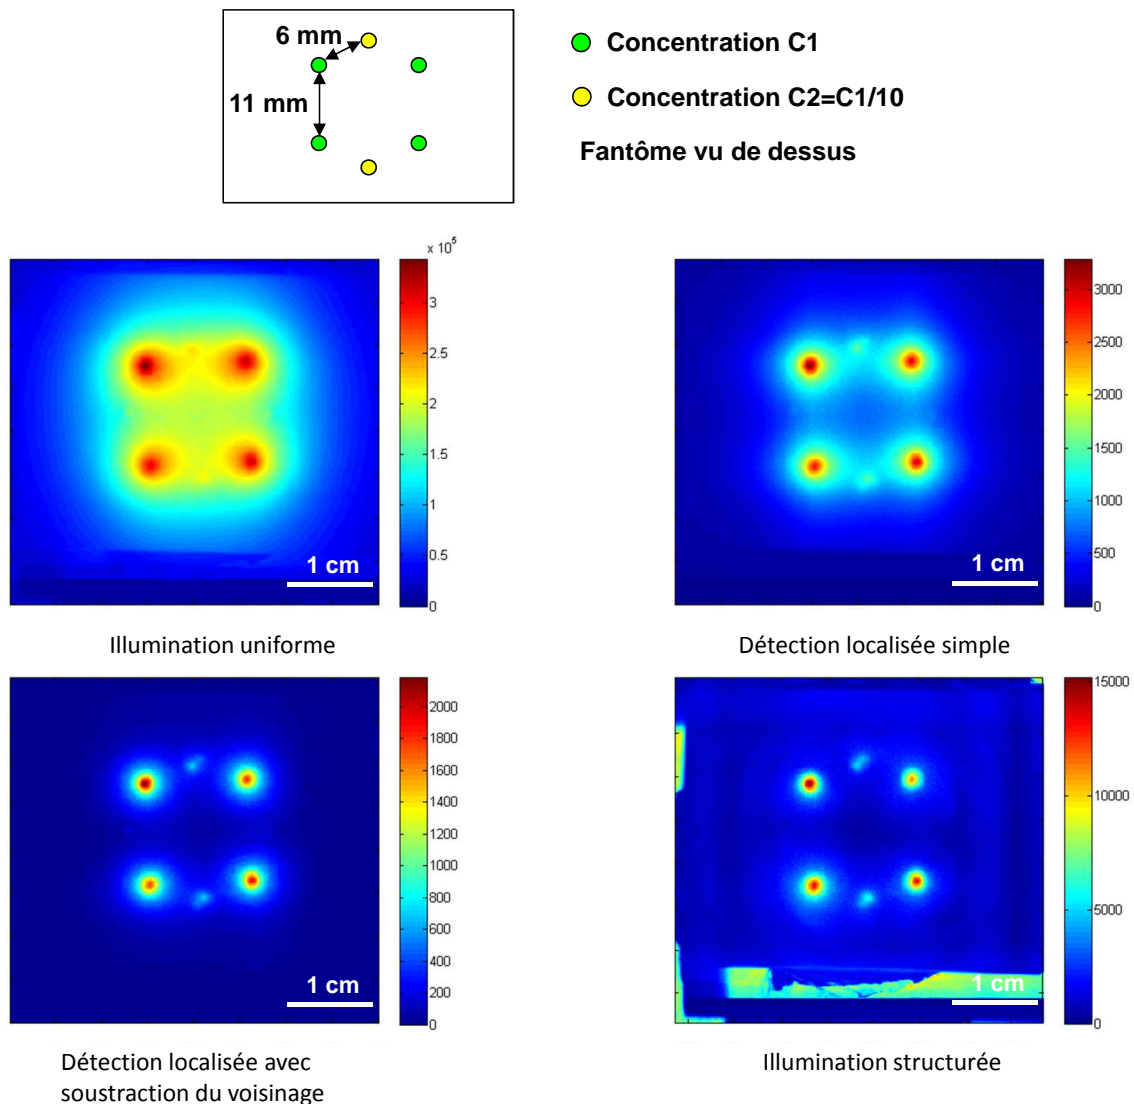 6 mm
11 mm
Concentration C1
Concentration C2=C1/10
Fantôme vu de dessus
x 10⁵
3
2.5
2
1.5
1
0.5
0
1 cm
Illumination uniforme
3000
2500
2000
1500
1000
500
0
1 cm
Détection localisée simple
2000
1800
1600
1400
1200
1000
800
600
400
200
0
1 cm
Détection localisée avec
soustraction du voisinage
15000
10000
5000
0
1 cm
Illumination structurée